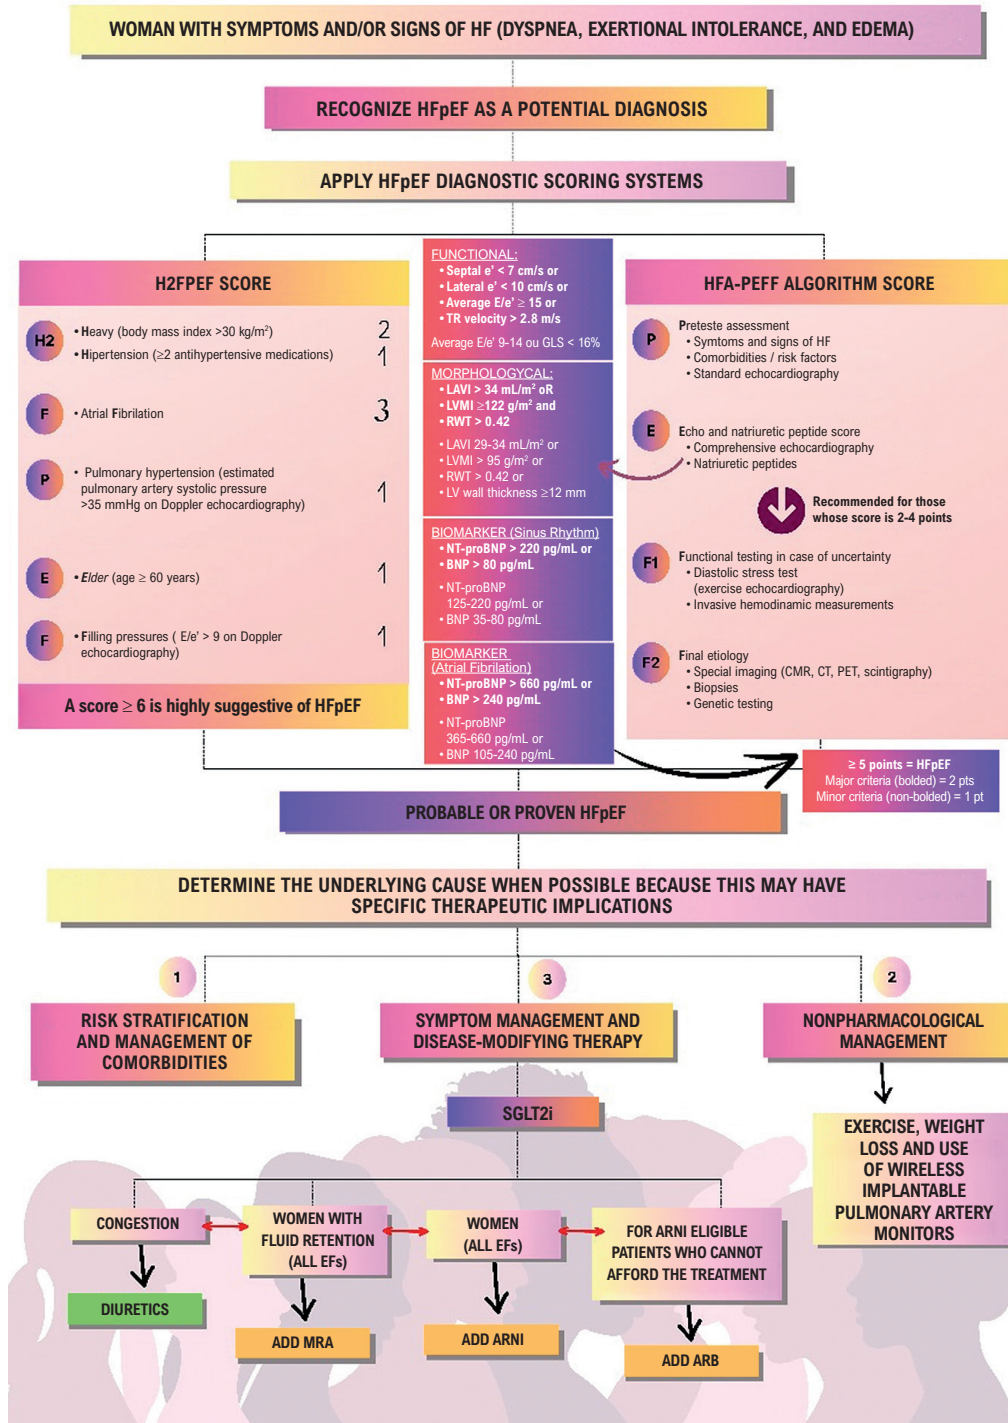 WOMAN WITH SYMPTOMS AND/OR SIGNS OF HF (DYSPNEA, EXERTIONAL INTOLERANCE, AND EDEMA)
RECOGNIZE HFpEF AS A POTENTIAL DIAGNOSIS
APPLY HFpEF DIAGNOSTIC SCORING SYSTEMS
H2FPEF SCORE
H2
• Heavy (body mass index >30 kg/m²) 2
• Hipertension (≥2 antihypertensive medications) 1
F
• Atrial Fibrilation 3
P
• Pulmonary hypertension (estimated
pulmonary artery systolic pressure
>35 mmHg on Doppler echocardiography) 1
E
• Elder (age ≥ 60 years) 1
F
• Filling pressures ( E/e' > 9 on Doppler
echocardiography) 1
A score ≥ 6 is highly suggestive of HFpEF
FUNCTIONAL:
• Septal e' < 7 cm/s or
• Lateral e' < 10 cm/s or
• Average E/e' ≥ 15 or
• TR velocity > 2.8 m/s
Average E/e' 9-14 ou GLS < 16%
MORPHOLOGYCAL:
• LAVI > 34 mL/m² oR
• LVMI ≥122 g/m² and
• RWT > 0.42
• LAVI 29-34 mL/m² or
• LVMI > 95 g/m² or
• RWT > 0.42 or
• LV wall thickness ≥12 mm
BIOMARKER (Sinus Rhythm)
• NT-proBNP > 220 pg/mL or
• BNP > 80 pg/mL
• NT-proBNP
125-220 pg/mL or
• BNP 35-80 pg/mL
BIOMARKER
(Atrial Fibrilation)
• NT-proBNP > 660 pg/mL or
• BNP > 240 pg/mL
• NT-proBNP
365-660 pg/mL or
• BNP 105-240 pg/mL
HFA-PEFF ALGORITHM SCORE
P
Preteste assessment
• Symtoms and signs of HF
• Comorbidities / risk factors
• Standard echocardiography
E
Echo and natriuretic peptide score
• Comprehensive echocardiography
• Natriuretic peptides
Recommended for those
whose score is 2-4 points
F1
Functional testing in case of uncertainty
• Diastolic stress test
(exercise echocardiography)
• Invasive hemodinamic measurements
F2
Final etiology
• Special imaging (CMR, CT, PET, scintigraphy)
• Biopsies
• Genetic testing
≥ 5 points = HFpEF
Major criteria (bolded) = 2 pts
Minor criteria (non-bolded) = 1 pt
PROBABLE OR PROVEN HFpEF
DETERMINE THE UNDERLYING CAUSE WHEN POSSIBLE BECAUSE THIS MAY HAVE
SPECIFIC THERAPEUTIC IMPLICATIONS
1
RISK STRATIFICATION
AND MANAGEMENT OF
COMORBIDITIES
3
SYMPTOM MANAGEMENT AND
DISEASE-MODIFYING THERAPY
2
NONPHARMACOLOGICAL
MANAGEMENT
SGLT2i
EXERCISE, WEIGHT
LOSS AND USE
OF WIRELESS
IMPLANTABLE
PULMONARY ARTERY
MONITORS
CONGESTION
WOMEN WITH
FLUID RETENTION
(ALL EFs)
WOMEN
(ALL EFs)
FOR ARNI ELIGIBLE
PATIENTS WHO CANNOT
AFFORD THE TREATMENT
DIURETICS
ADD MRA
ADD ARNI
ADD ARB